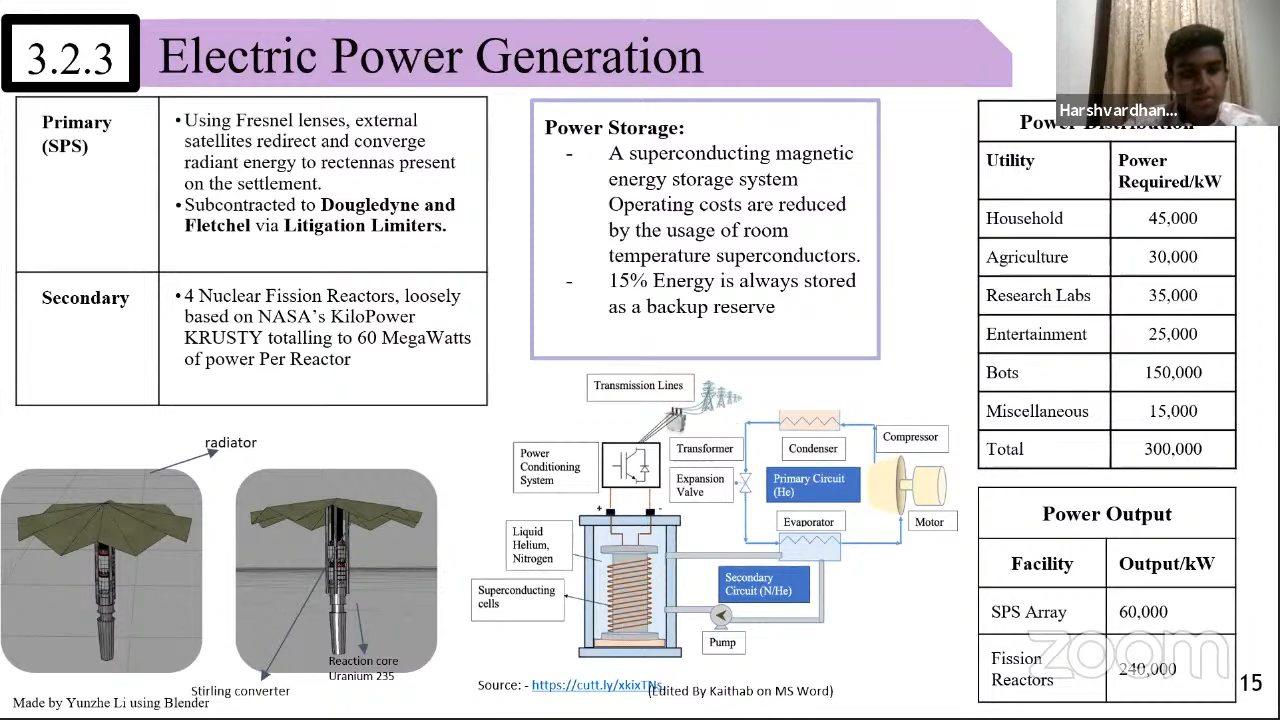 3.2.3
Electric Power Generation
Harshvardhan...
Primary
(SPS)
•Using Fresnel lenses, external
satellites redirect and converge
radiant energy to rectennas present
on the settlement.
•Subcontracted to Dougledyne and
Fletchel via Litigation Limiters.
Secondary
•4 Nuclear Fission Reactors, loosely
based on NASA's KiloPower
KRUSTY totalling to 60 MegaWatts
of power Per Reactor
Power Storage:
- A superconducting magnetic
energy storage system
Operating costs are reduced
by the usage of room
temperature superconductors.
- 15% Energy is always stored
as a backup reserve
Power Distribution
Utility Power
Required/kW
Household 45,000
Agriculture 30,000
Research Labs 35,000
Entertainment 25,000
Bots 150,000
Miscellaneous 15,000
Total 300,000
Power Output
Facility Output/kW
SPS Array 60,000
Fission
Reactors 240,000
zoom
radiator
Reaction core
Uranium 235
Stirling converter
Made by Yunzhe Li using Blender
Transmission Lines
Power
Conditioning
System
Transformer
Condenser
Compressor
Expansion
Valve
Primary Circuit
(He)
+ -
Evaporator
Motor
Liquid
Helium,
Nitrogen
Superconducting
cells
Secondary
Circuit (N/He)
Pump
Source: - https://cutt.ly/xkixTNs
(Edited By Kaithab on MS Word)
15